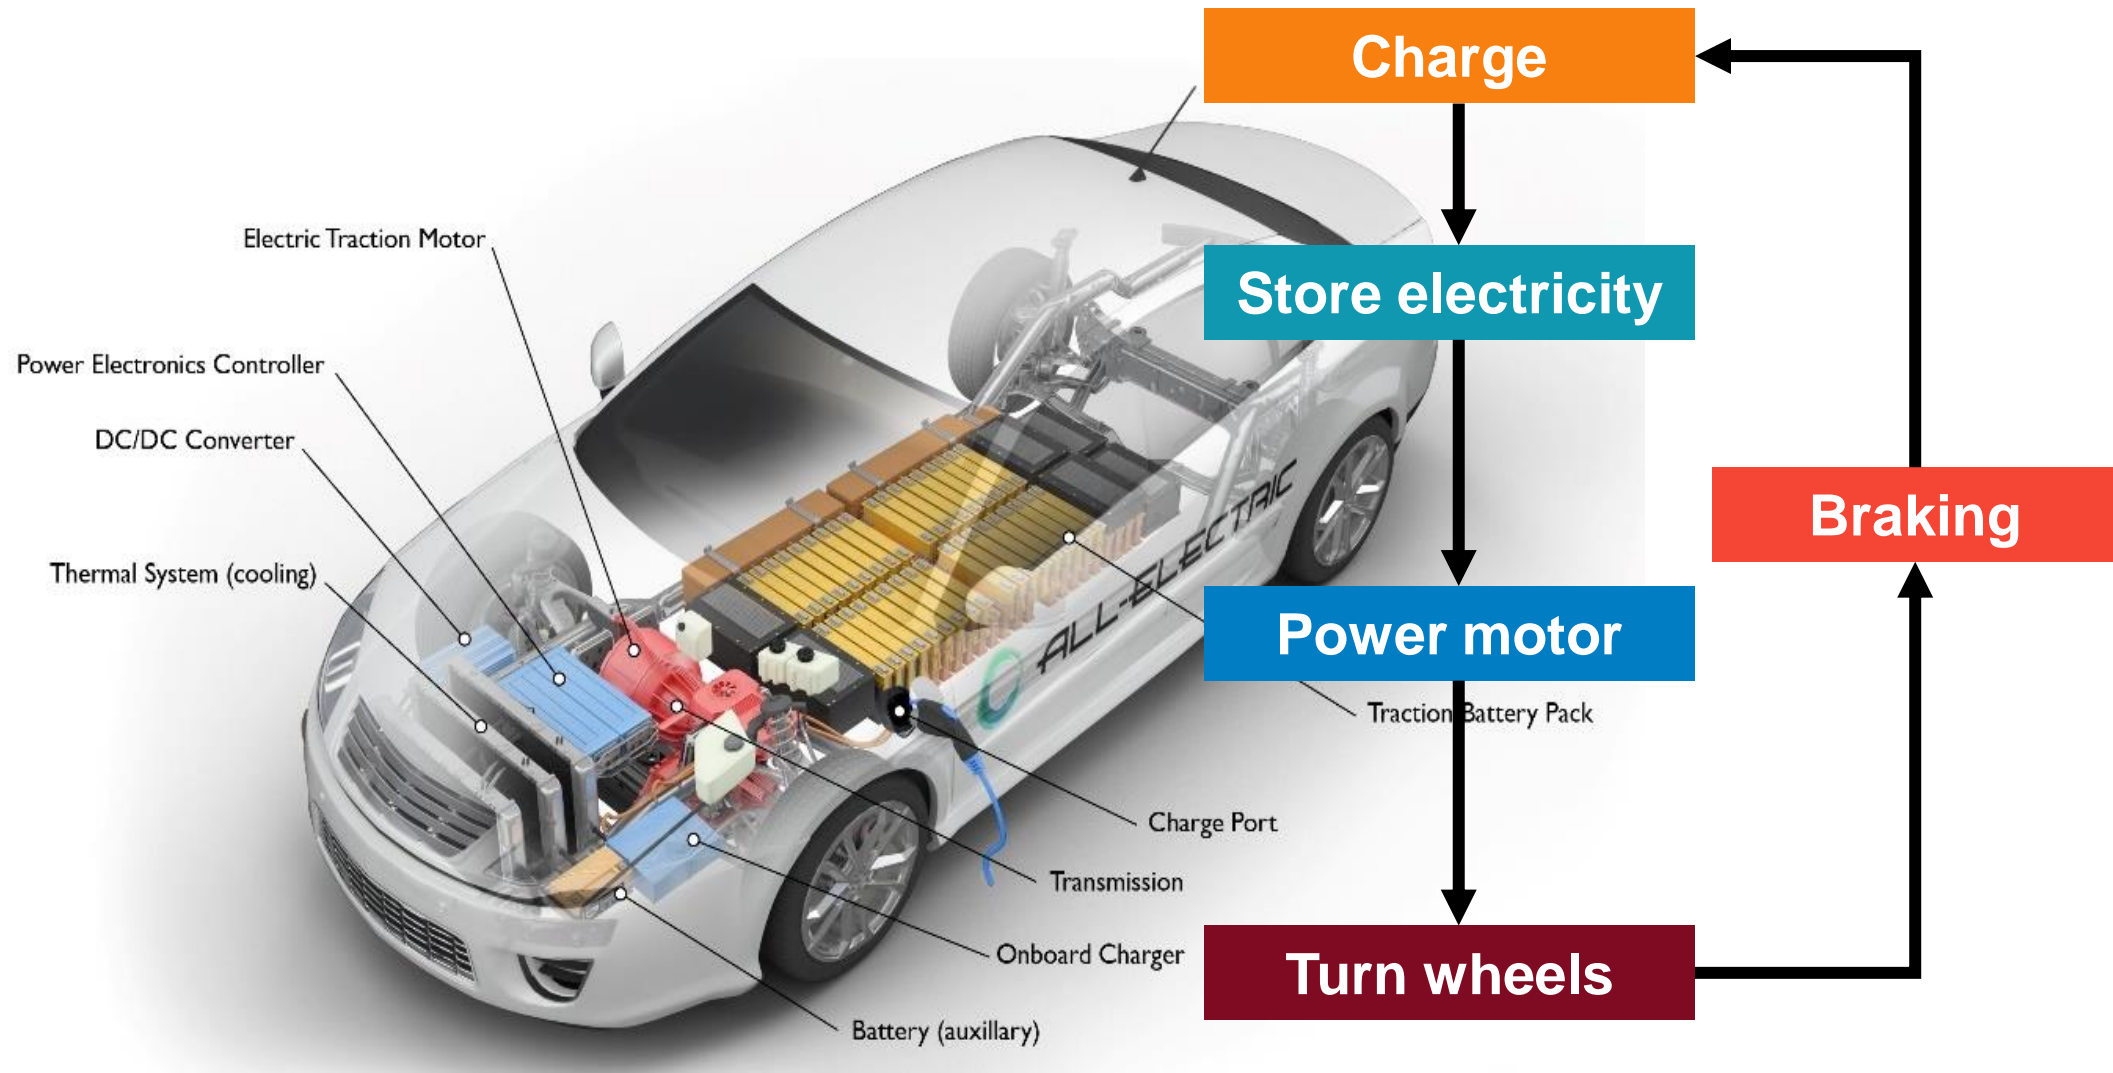 Charge
Electric Traction Motor
Store electricity
Power Electronics Controller
DC/DC Converter
Braking
Thermal System (cooling)
ALL-ELECTRIC
Power motor
Traction Battery Pack
Charge Port
Transmission
Onboard Charger
Turn wheels
Battery (auxillary)